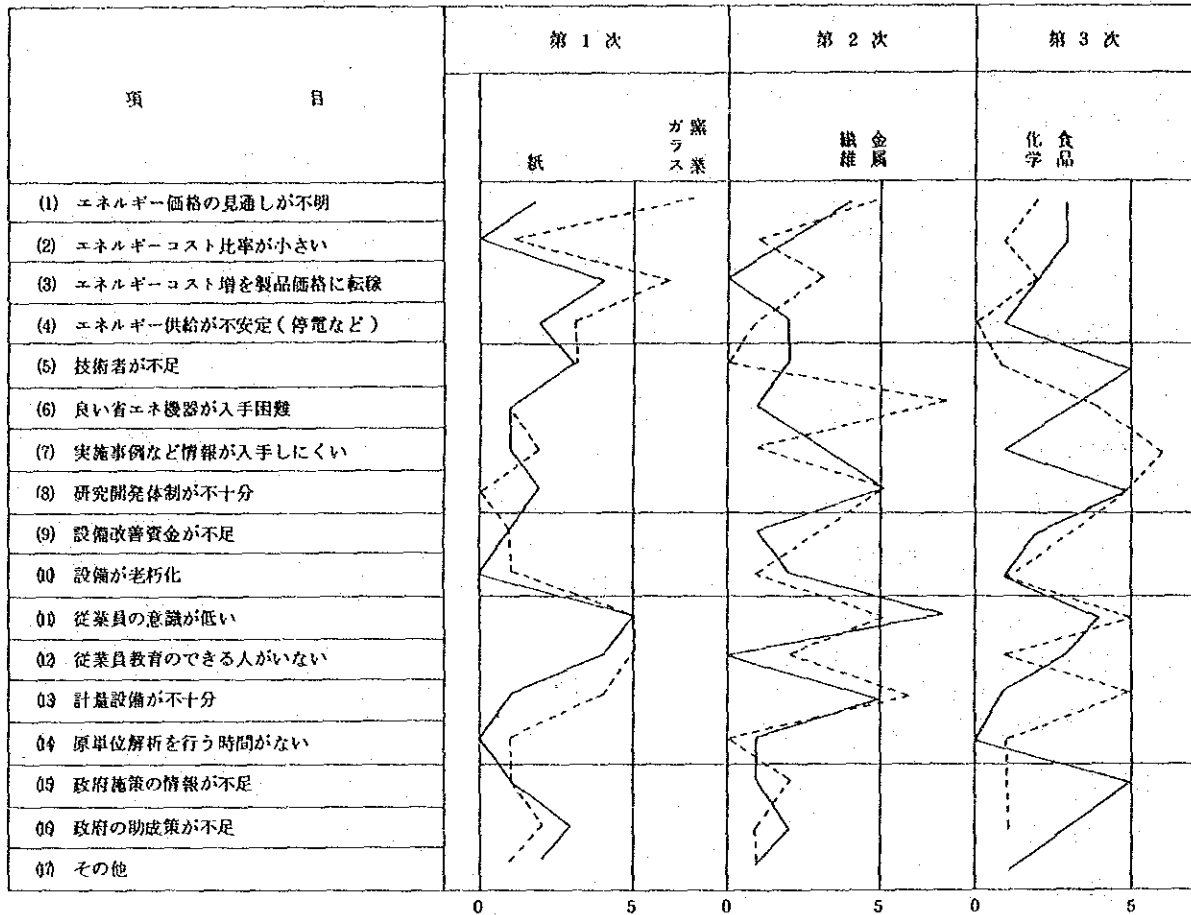 項 目
第 1 次
第 2 次
第 3 次
紙
ガラス
窯業
繊維
金属
化学
食品
(1) エネルギー価格の見通しが不明
(2) エネルギーコスト比率が小さい
(3) エネルギーコスト増を製品価格に転稼
(4) エネルギー供給が不安定(停電など)
(5) 技術者が不足
(6) 良い省エネ機器が入手困難
(7) 実施事例など情報が入手しにくい
(8) 研究開発体制が不十分
(9) 設備改善資金が不足
(10) 設備が老朽化
(11) 従業員の意識が低い
(12) 従業員教育のできる人がいない
(13) 計量設備が不十分
(14) 原単位解析を行う時間がない
(15) 政府施策の情報が不足
(16) 政府の助成策が不足
(17) その他
0 5 0 5 0 5